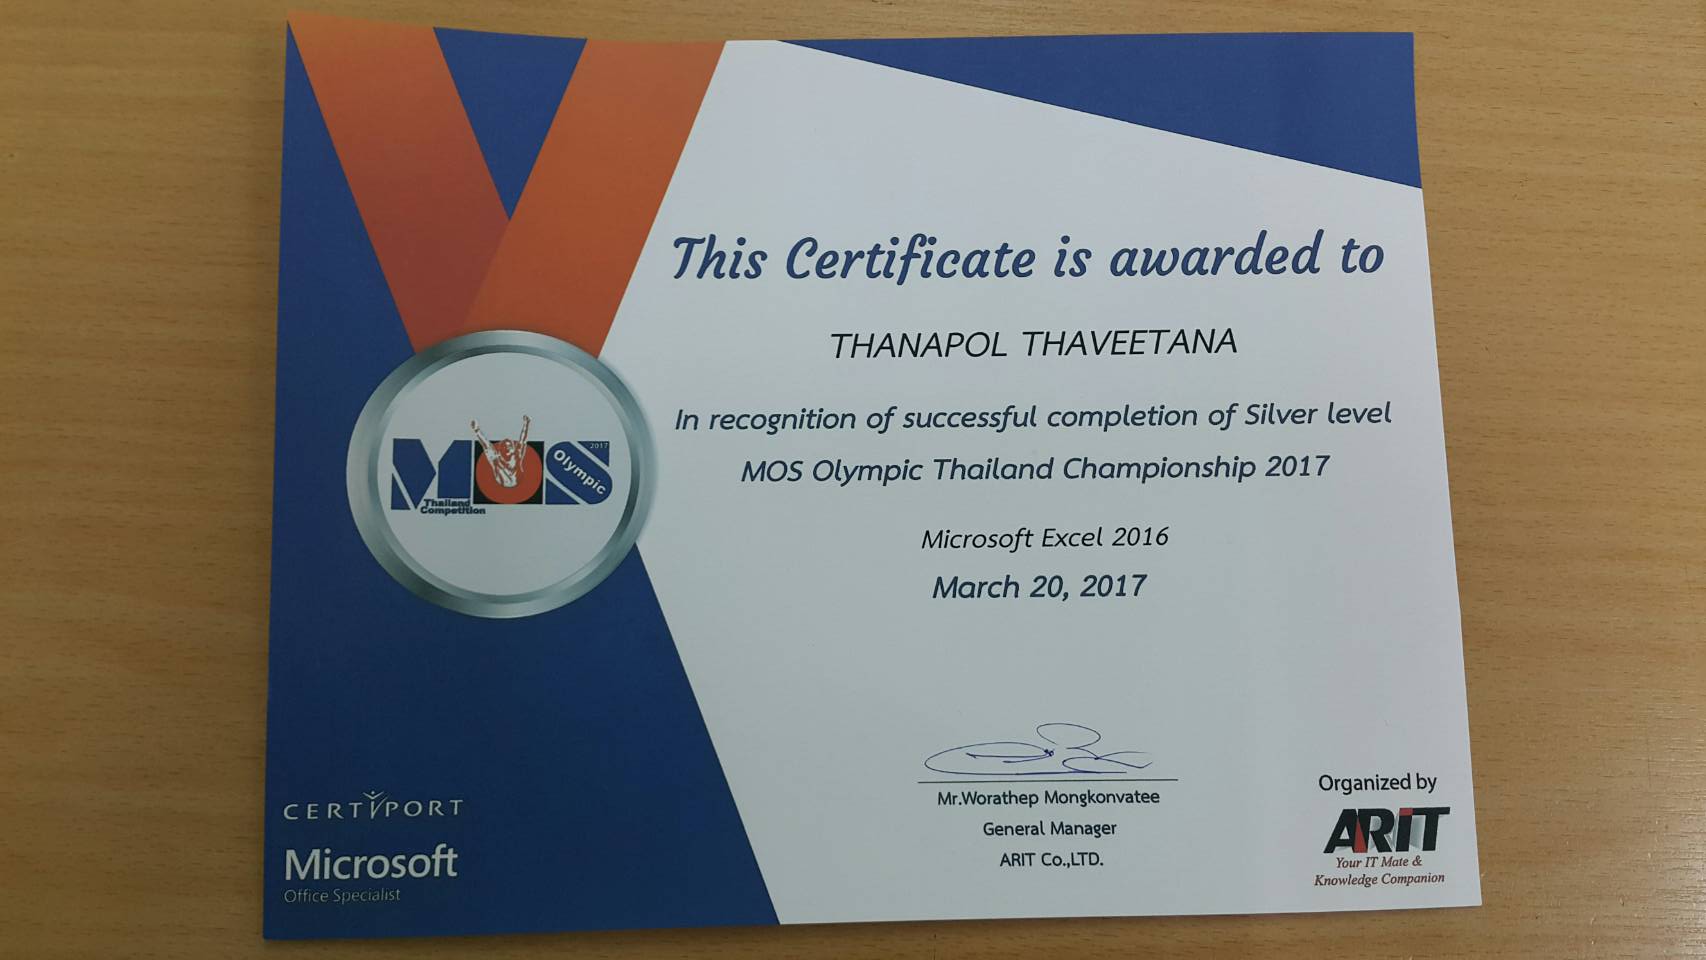 This Certificate is awarded to
THANAPOL THAVEETANA
In recognition of successful completion of Silver level
MOS Olympic Thailand Championship 2017
Microsoft Excel 2016
March 20, 2017
MOS
2017
Olympic
Thailand
Competition
Mr.Worathep Mongkonvatee
General Manager
ARIT Co.,LTD.
CERTIPORT
Microsoft
Office Specialist
Organized by
ARiT
Your IT Mate &
Knowledge Companion